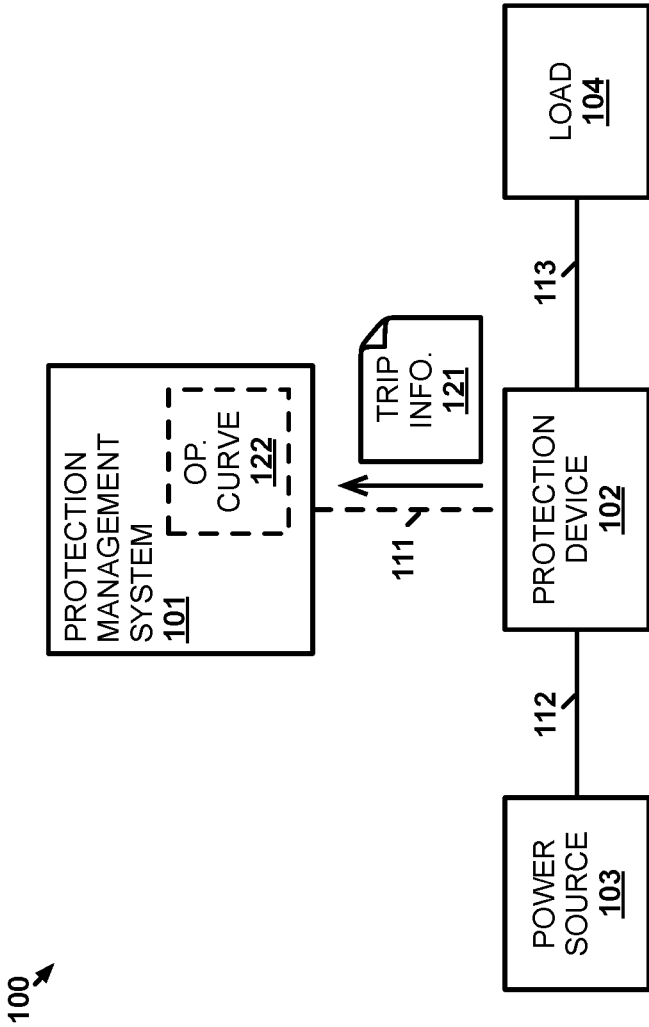 100
PROTECTION
MANAGEMENT
SYSTEM
101
OP.
CURVE
122
TRIP
INFO.
121
111
POWER
SOURCE
103
112
PROTECTION
DEVICE
102
113
LOAD
104